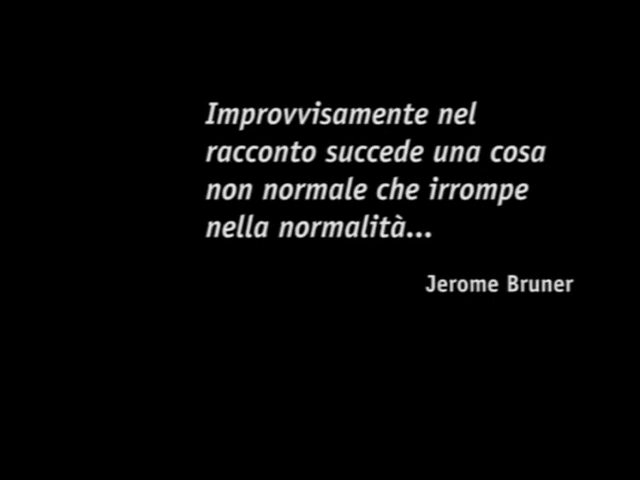 Improvvisamente nel
racconto succede una cosa
non normale che irrompe
nella normalità...
Jerome Bruner